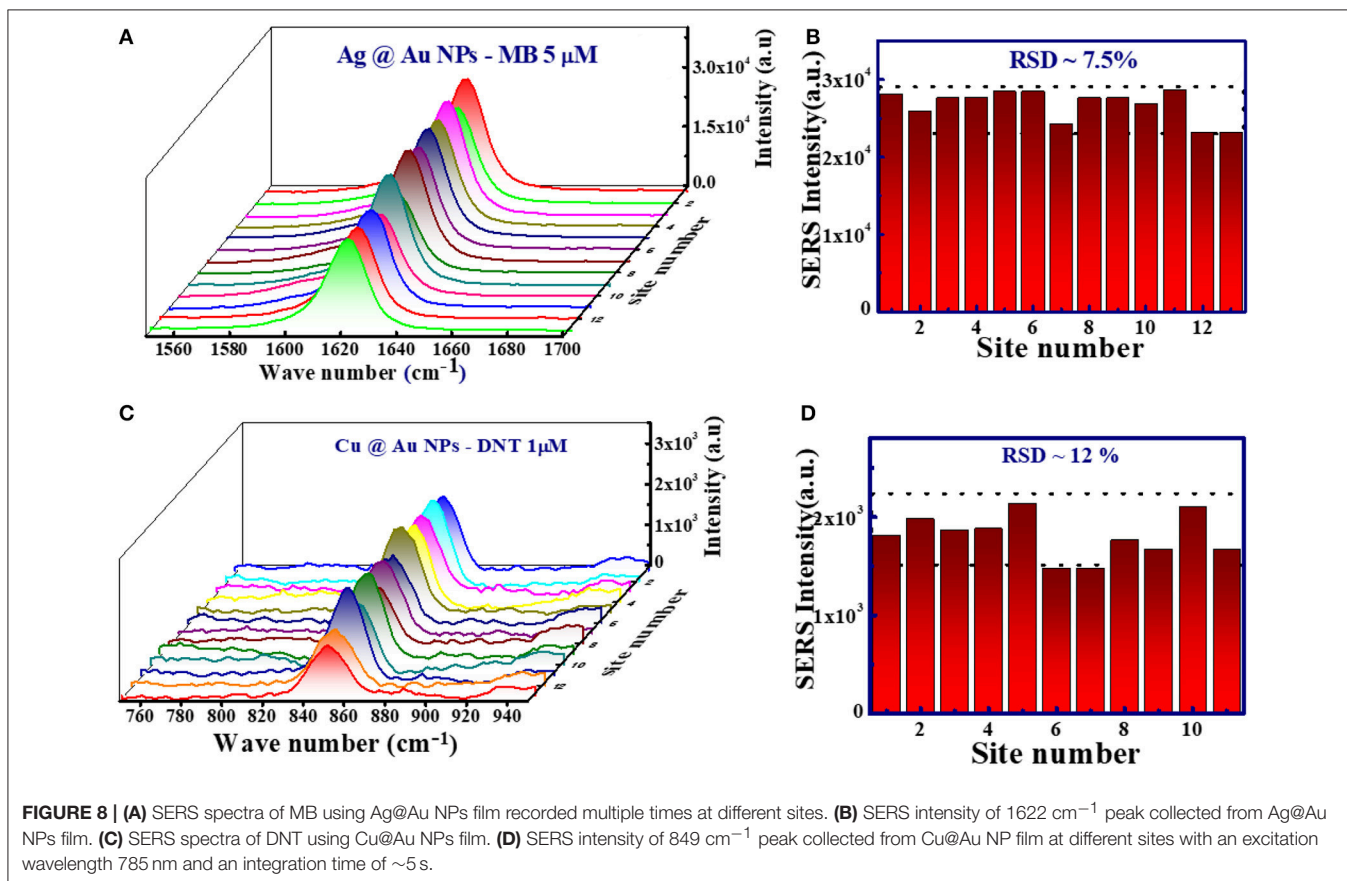 A
Ag @ Au NPs - MB 5 μM
3.0x10⁴
1.5x10⁴
0.0
Intensity (a.u)
2
4
6
8
10
12
site number
1560 1580 1600 1620 1640 1660 1680 1700
Wave number (cm⁻¹)
B
RSD ~ 7.5%
3x10⁴
2x10⁴
1x10⁴
0
SERS Intensity(a.u.)
2 4 6 8 10 12
Site number
C
Cu @ Au NPs - DNT 1μM
3x10³
2x10³
1x10³
0
Intensity (a.u)
2
4
6
8
10
12
site number
760 780 800 820 840 860 880 900 920 940
Wave number (cm⁻¹)
D
RSD ~ 12 %
2x10³
1x10³
0
SERS Intensity(a.u.)
2 4 6 8 10
Site number
FIGURE 8 | (A) SERS spectra of MB using Ag@Au NPs film recorded multiple times at different sites. (B) SERS intensity of 1622 cm⁻¹ peak collected from Ag@Au
NPs film. (C) SERS spectra of DNT using Cu@Au NPs film. (D) SERS intensity of 849 cm⁻¹ peak collected from Cu@Au NP film at different sites with an excitation
wavelength 785 nm and an integration time of ~5 s.